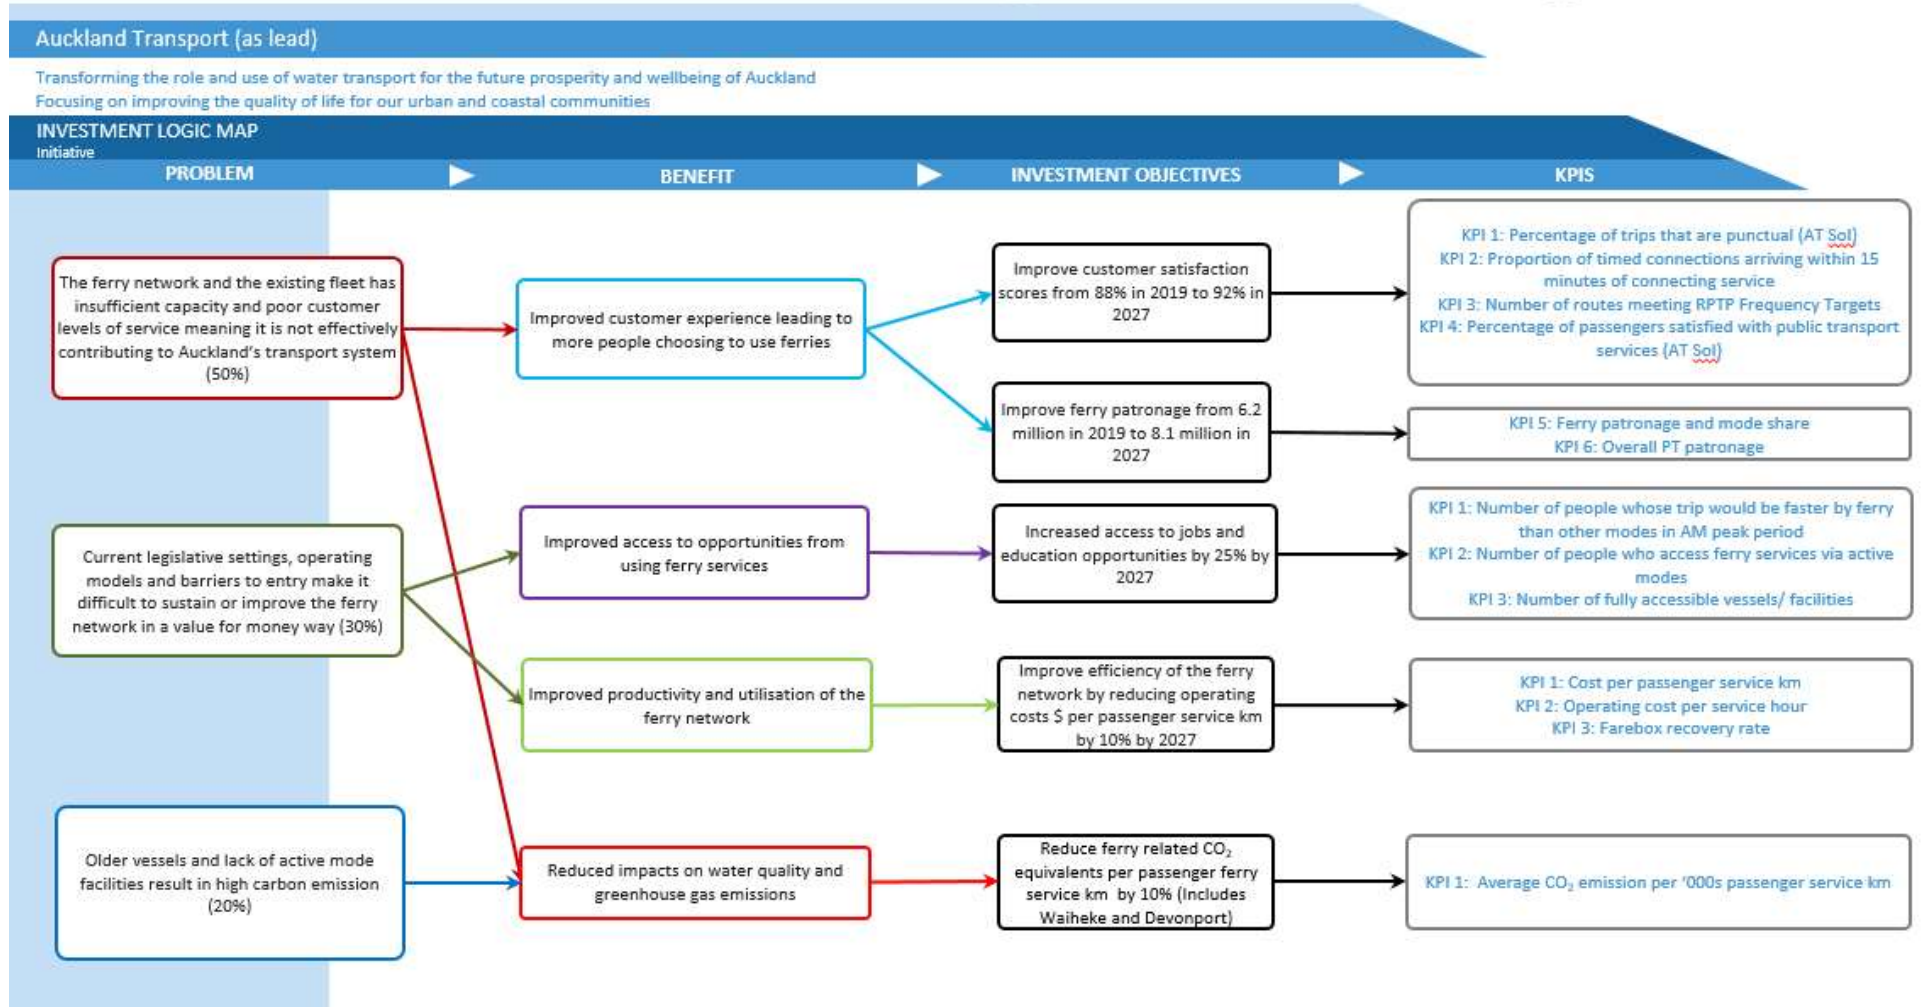 Auckland Transport (as lead)
Transforming the role and use of water transport for the future prosperity and wellbeing of Auckland
Focusing on improving the quality of life for our urban and coastal communities
INVESTMENT LOGIC MAP
Initiative
PROBLEM
BENEFIT
INVESTMENT OBJECTIVES
KPIS
The ferry network and the existing fleet has
insufficient capacity and poor customer
levels of service meaning it is not effectively
contributing to Auckland's transport system
(50%)
Improved customer experience leading to
more people choosing to use ferries
Improve customer satisfaction
scores from 88% in 2019 to 92% in
2027
KPI 1: Percentage of trips that are punctual (AT SoI)
KPI 2: Proportion of timed connections arriving within 15
minutes of connecting service
KPI 3: Number of routes meeting RPTP Frequency Targets
KPI 4: Percentage of passengers satisfied with public transport
services (AT SoI)
Improve ferry patronage from 6.2
million in 2019 to 8.1 million in
2027
KPI 5: Ferry patronage and mode share
KPI 6: Overall PT patronage
Current legislative settings, operating
models and barriers to entry make it
difficult to sustain or improve the ferry
network in a value for money way (30%)
Improved access to opportunities from
using ferry services
Increased access to jobs and
education opportunities by 25% by
2027
KPI 1: Number of people whose trip would be faster by ferry
than other modes in AM peak period
KPI 2: Number of people who access ferry services via active
modes
KPI 3: Number of fully accessible vessels/ facilities
Improved productivity and utilisation of the
ferry network
Improve efficiency of the ferry
network by reducing operating
costs $ per passenger service km
by 10% by 2027
KPI 1: Cost per passenger service km
KPI 2: Operating cost per service hour
KPI 3: Farebox recovery rate
Older vessels and lack of active mode
facilities result in high carbon emission
(20%)
Reduced impacts on water quality and
greenhouse gas emissions
Reduce ferry related CO₂
equivalents per passenger ferry
service km by 10% (Includes
Waiheke and Devonport)
KPI 1: Average CO₂ emission per '000s passenger service km